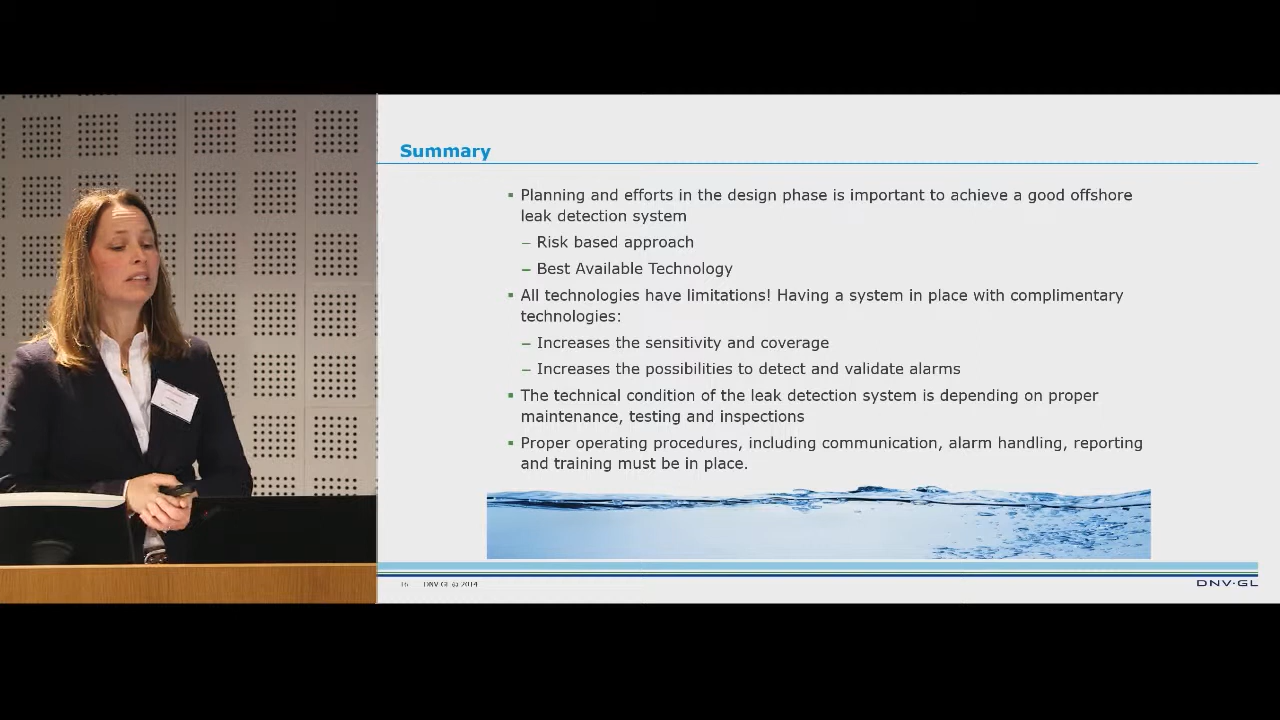 Summary
▪ Planning and efforts in the design phase is important to achieve a good offshore
leak detection system
– Risk based approach
– Best Available Technology
▪ All technologies have limitations! Having a system in place with complimentary
technologies:
– Increases the sensitivity and coverage
– Increases the possibilities to detect and validate alarms
▪ The technical condition of the leak detection system is depending on proper
maintenance, testing and inspections
▪ Proper operating procedures, including communication, alarm handling, reporting
and training must be in place.
16 DNV GL © 2014
DNV·GL